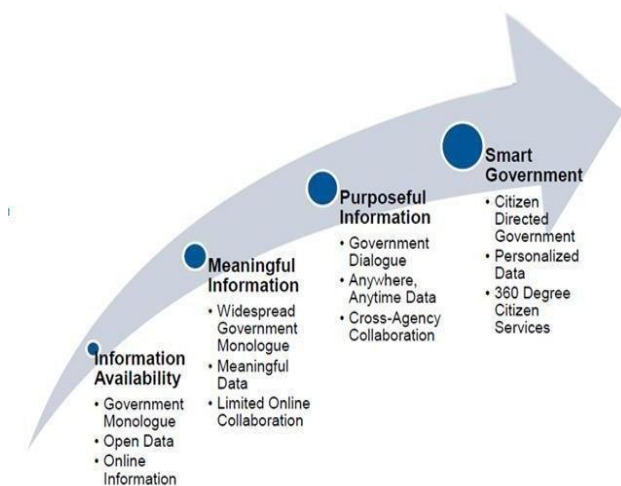 Information
Availability
• Government
Monologue
• Open Data
• Online
Information
Meaningful
Information
• Widespread
Government
Monologue
• Meaningful
Data
• Limited Online
Collaboration
Purposeful
Information
• Government
Dialogue
• Anywhere,
Anytime Data
• Cross-Agency
Collaboration
Smart
Government
• Citizen
Directed
Government
• Personalized
Data
• 360 Degree
Citizen
Services